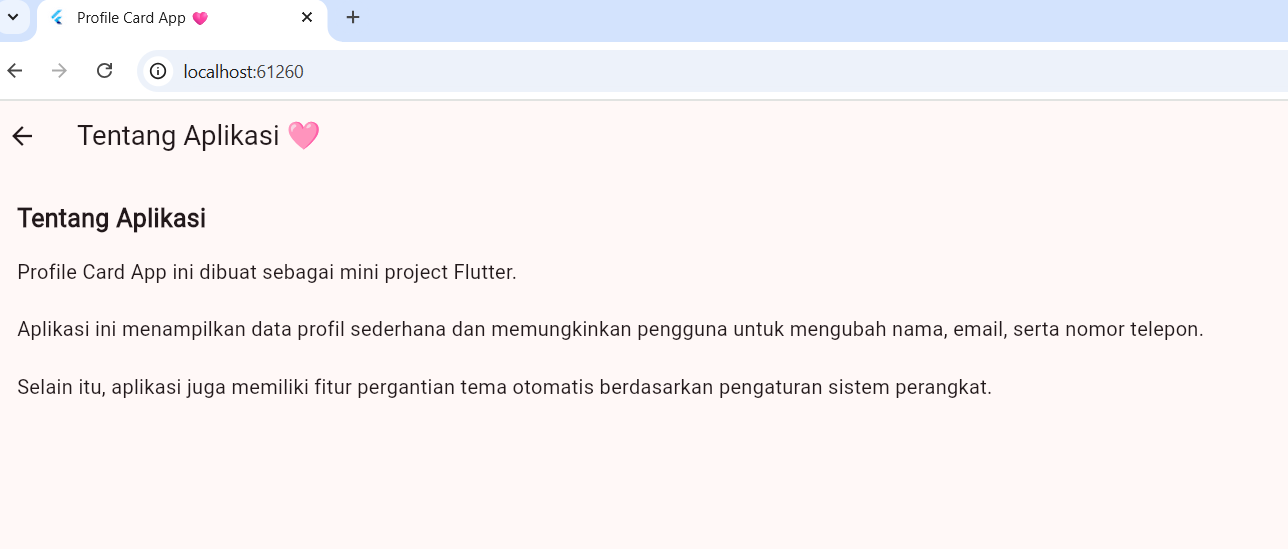 Profile Card App 💗
localhost:61260
Tentang Aplikasi 🩷
Tentang Aplikasi
Profile Card App ini dibuat sebagai mini project Flutter.
Aplikasi ini menampilkan data profil sederhana dan memungkinkan pengguna untuk mengubah nama, email, serta nomor telepon.
Selain itu, aplikasi juga memiliki fitur pergantian tema otomatis berdasarkan pengaturan sistem perangkat.